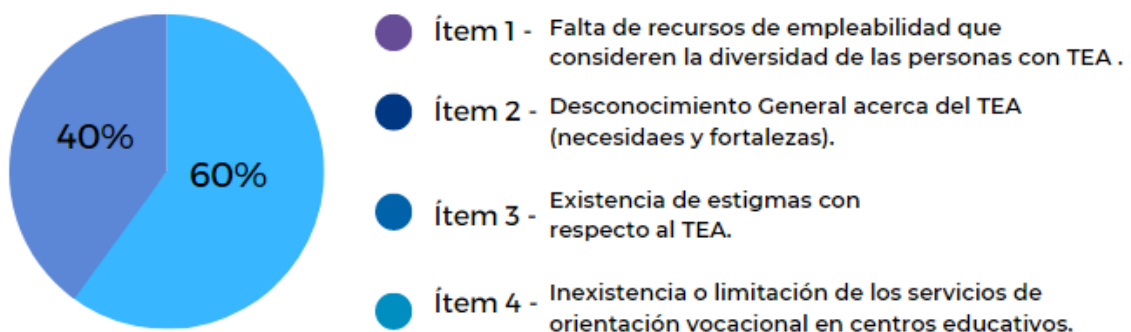 40%
60%
Ítem 1 - Falta de recursos de empleabilidad que
consideren la diversidad de las personas con TEA .
Ítem 2 - Desconocimiento General acerca del TEA
(necesidaes y fortalezas).
Ítem 3 - Existencia de estigmas con
respecto al TEA.
Ítem 4 - Inexistencia o limitación de los servicios de
orientación vocacional en centros educativos.